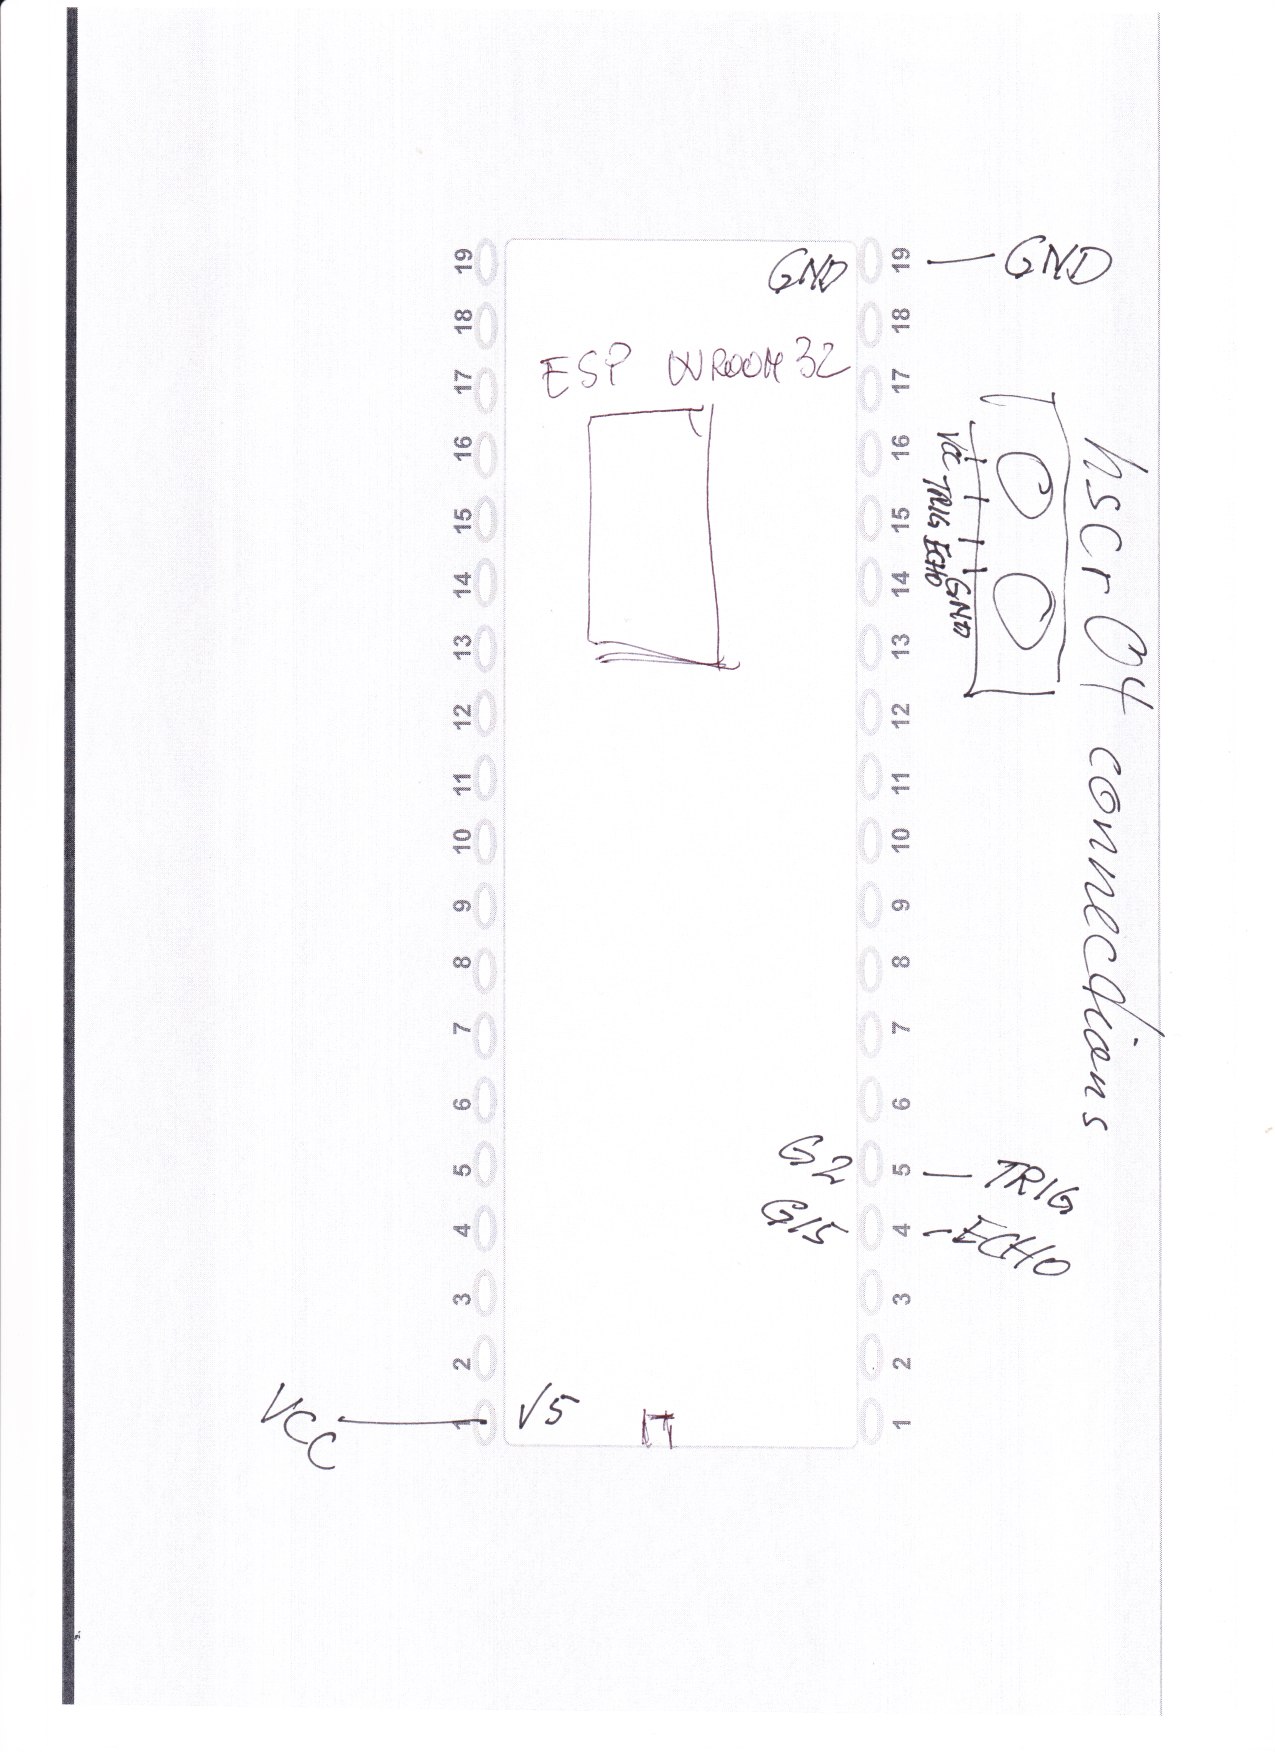 19 GND 19 GND
18 18
ESP WROOM 32
17 17
16 16
15 15
14 14
13 13
12 12
11 11
10 10
9 9
8 8
7 7
6 6
5 G2 5 TRIG
4 G15 4 ECHO
3 3
2 2
VCC 1 V5 1
hscr04 connections
VCC TRIG ECHO GND